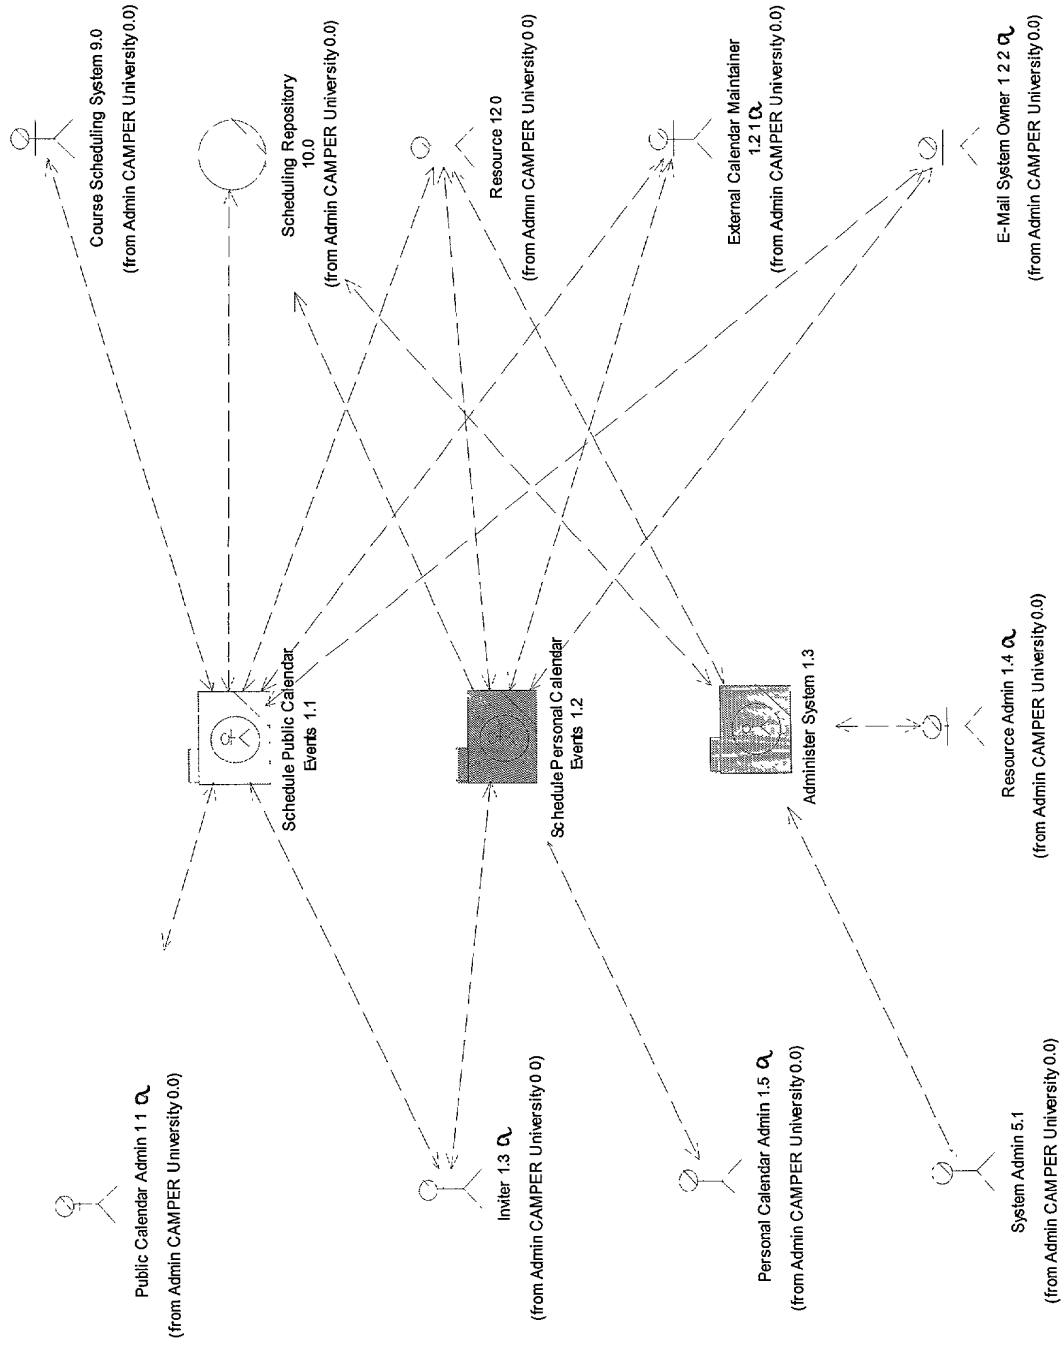 Public Calendar Admin 1 1 a
(from Admin CAMPER University 0.0)
Inviter 1.3 a
(from Admin CAMPER University 0 0)
Personal Calendar Admin 1.5 a
(from Admin CAMPER University 0.0)
System Admin 5.1
(from Admin CAMPER University 0.0)
Schedule Public Calendar
Events 1.1
Schedule Personal Calendar
Events 1.2
Administer System 1.3
Resource Admin 1.4 a
(from Admin CAMPER University 0.0)
Course Scheduling System 9.0
(from Admin CAMPER University 0.0)
Scheduling Repository
10.0
(from Admin CAMPER University 0.0)
Resource 12 0
(from Admin CAMPER University 0.0)
External Calendar Maintainer
1.2 1 a
(from Admin CAMPER University 0.0)
E-Mail System Owner 1 2 2 a
(from Admin CAMPER University 0.0)